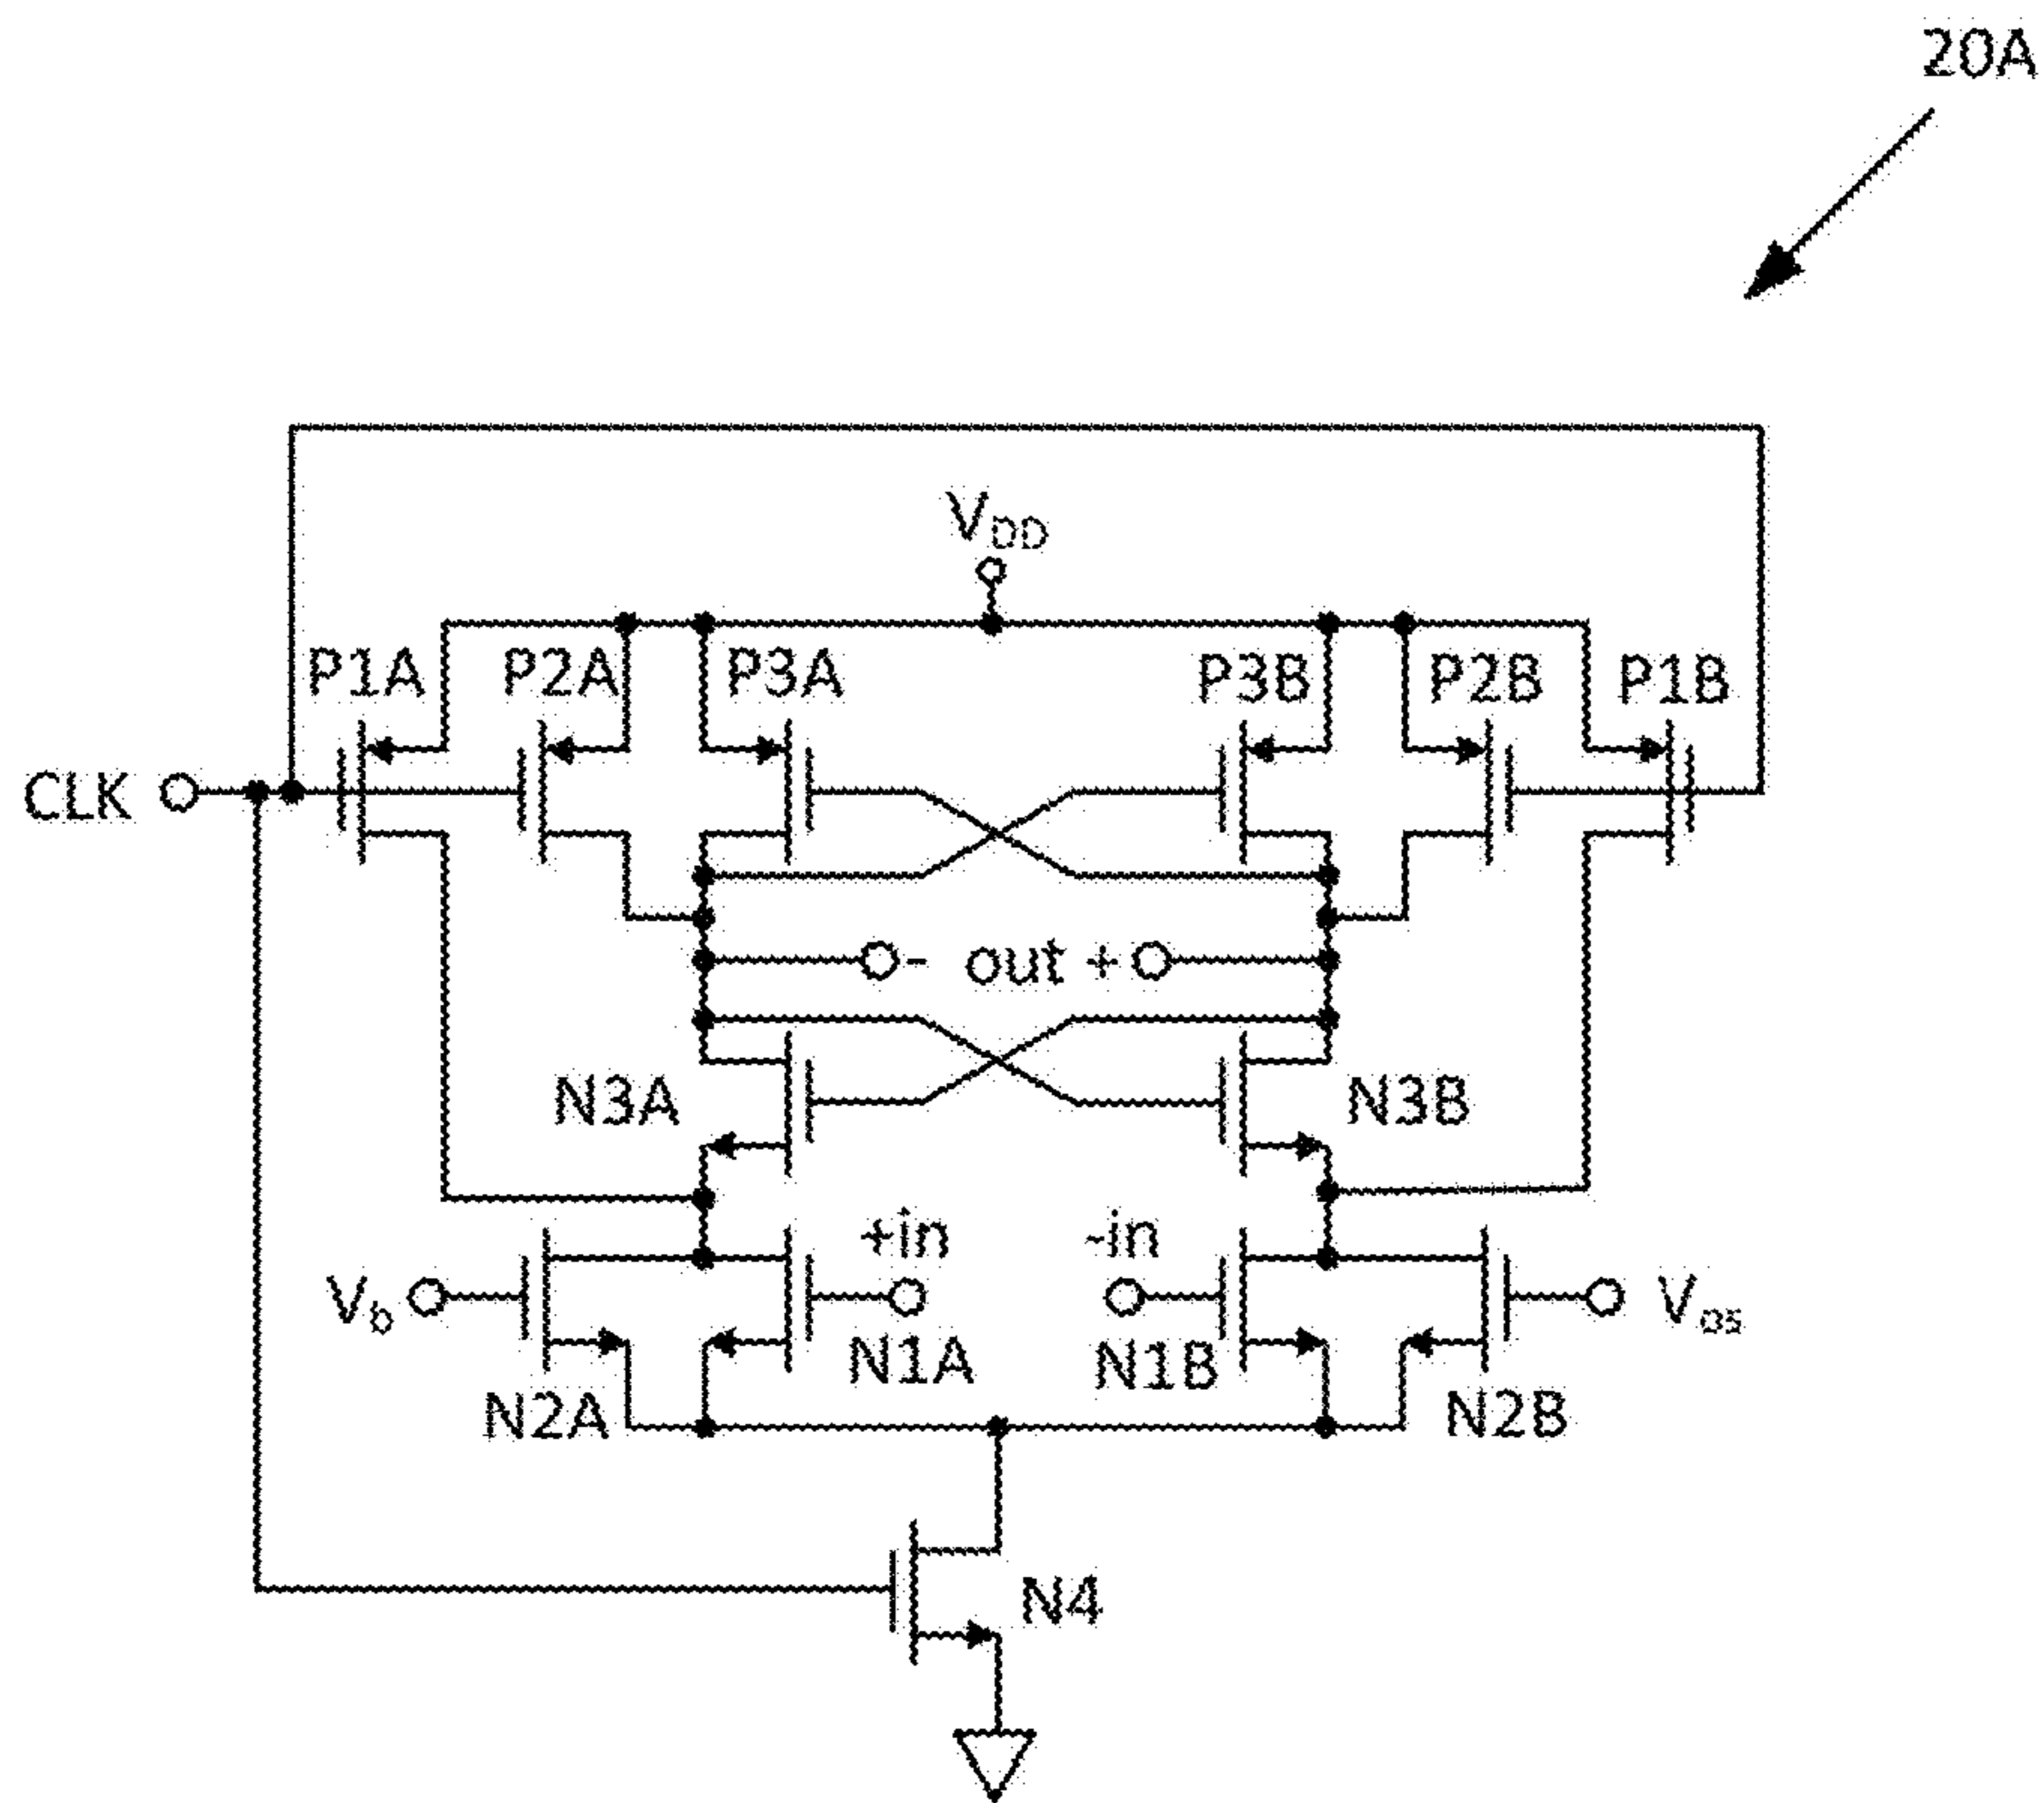 20A
VDD
P1A P2A P3A P3B P2B P1B
CLK
- out +
N3A N3B
+in -in
Vb Vos
N1A N1B
N2A N2B
N4